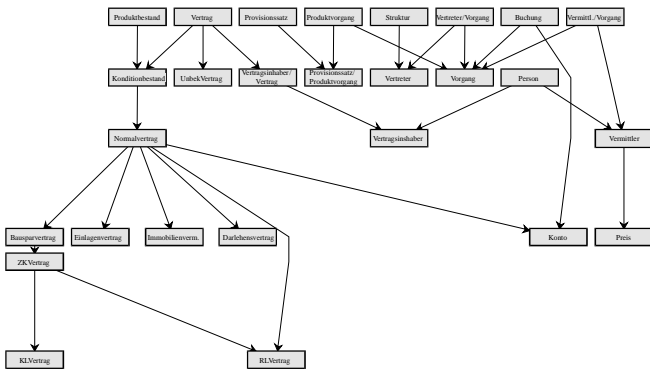 Produktbestand
Vertrag
Provisionssatz
Produktvorgang
Struktur
Vertreter/Vorgang
Buchung
Vermittl./Vorgang
Konditionbestand
UnbekVertrag
Vertragsinhaber/
Vertrag
Provisionssatz/
Produktvorgang
Vertreter
Vorgang
Person
Normalvertrag
Vertragsinshaber
Vermittler
Bausparvertrag
Einlagenvertrag
Immobilienverm.
Darlehensvertrag
Konto
Preis
ZKVertrag
KLVertrag
RLVertrag